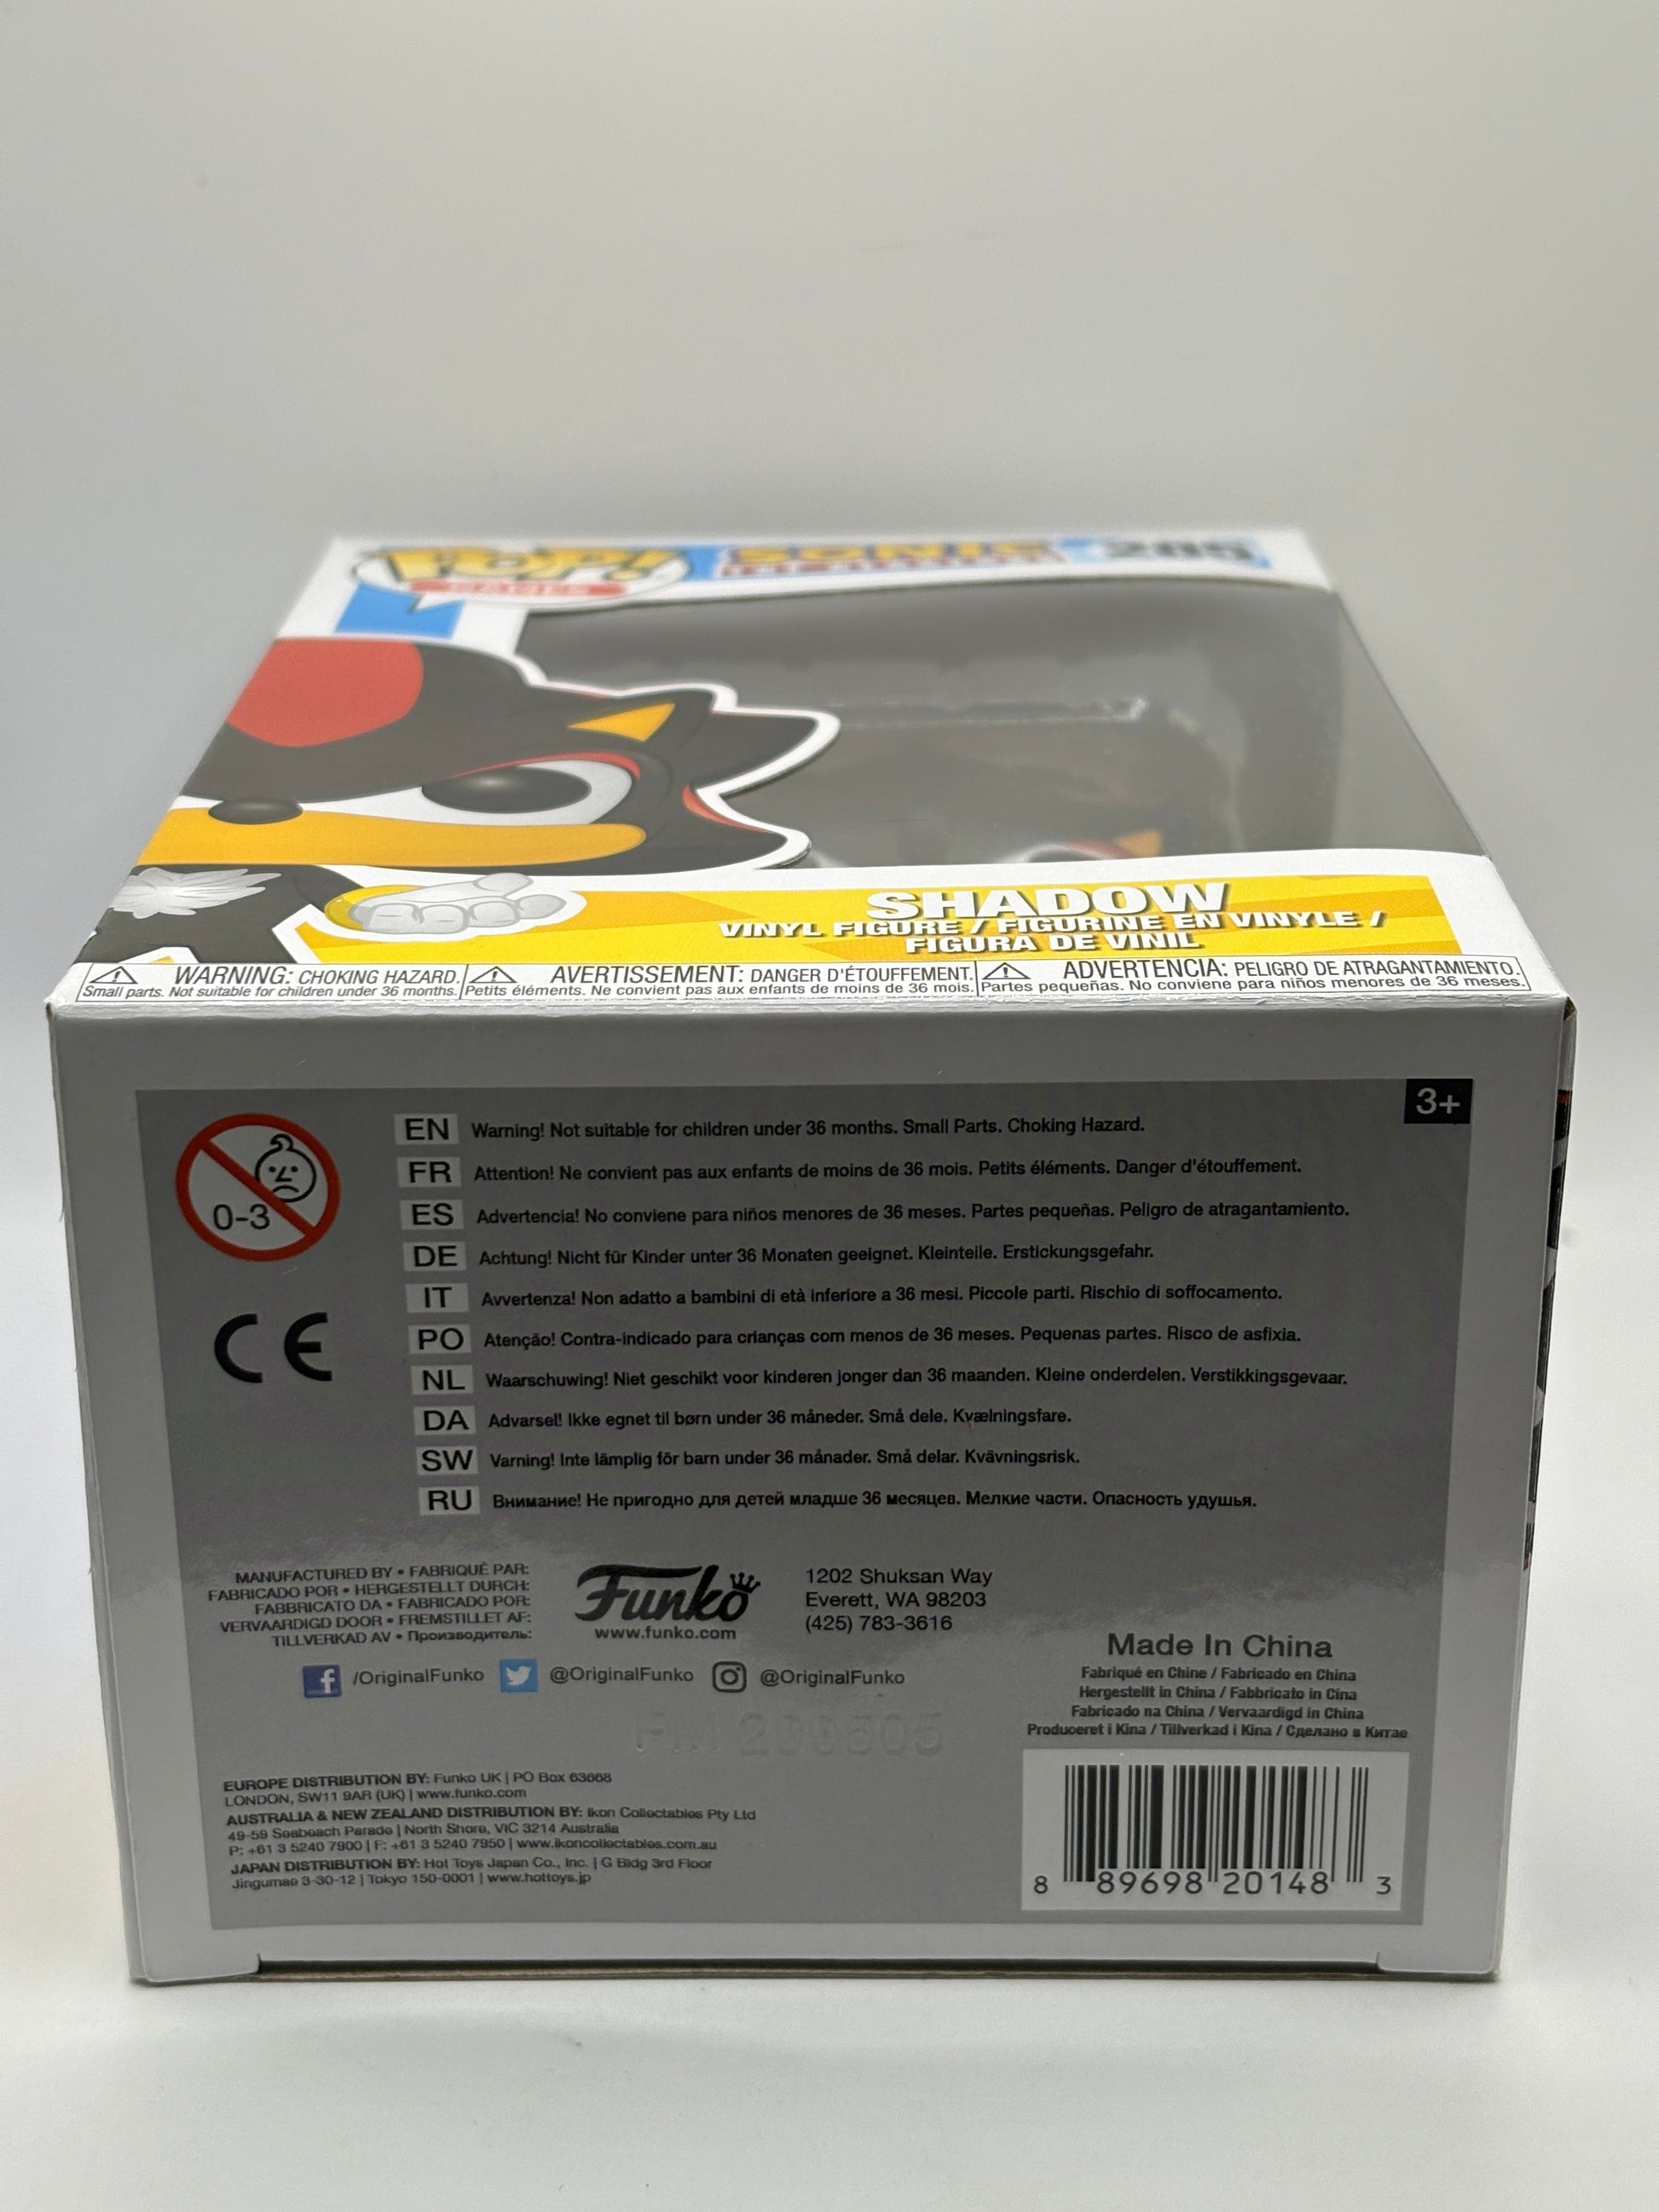 POP!
GAMES
SONIC
285
SHADOW
VINYL FIGURE / FIGURINE EN VINYLE /
FIGURA DE VINIL
WARNING: CHOKING HAZARD.
Small parts. Not suitable for children under 36 months.
AVERTISSEMENT: DANGER D'ÉTOUFFEMENT.
Petits éléments. Ne convient pas aux enfants de moins de 36 mois.
ADVERTENCIA: PELIGRO DE ATRAGANTAMIENTO.
Partes pequeñas. No conviene para niños menores de 36 meses.
3+
0-3
EN Warning! Not suitable for children under 36 months. Small Parts. Choking Hazard.
FR Attention! Ne convient pas aux enfants de moins de 36 mois. Petits éléments. Danger d'étouffement.
ES Advertencia! No conviene para niños menores de 36 meses. Partes pequeñas. Peligro de atragantamiento.
DE Achtung! Nicht für Kinder unter 36 Monaten geeignet. Kleinteile. Erstickungsgefahr.
IT Avvertenza! Non adatto a bambini di età inferiore a 36 mesi. Piccole parti. Rischio di soffocamento.
PO Atenção! Contra-indicado para crianças com menos de 36 meses. Pequenas partes. Risco de asfixia.
NL Waarschuwing! Niet geschikt voor kinderen jonger dan 36 maanden. Kleine onderdelen. Verstikkingsgevaar.
DA Advarsel! Ikke egnet til børn under 36 måneder. Små dele. Kvælningsfare.
SW Varning! Inte lämplig för barn under 36 månader. Små delar. Kvävningsrisk.
RU Внимание! Не пригодно для детей младше 36 месяцев. Мелкие части. Опасность удушья.
CE
MANUFACTURED BY • FABRIQUÉ PAR:
FABRICADO POR • HERGESTELLT DURCH:
FABBRICATO DA • FABRICADO POR:
VERVAARDIGD DOOR • FREMSTILLET AF:
TILLVERKAD AV • Производитель:
Funko
www.funko.com
1202 Shuksan Way
Everett, WA 98203
(425) 783-3616
/OriginalFunko @OriginalFunko @OriginalFunko
Made In China
Fabriqué en Chine / Fabricado en China
Hergestellt in China / Fabbricato in Cina
Fabricado na China / Vervaardigd in China
Produceret i Kina / Tillverkad i Kina / Сделано в Китае
EUROPE DISTRIBUTION BY: Funko UK | PO Box 63668
LONDON, SW11 9AR (UK) | www.funko.com
AUSTRALIA & NEW ZEALAND DISTRIBUTION BY: Ikon Collectables Pty Ltd
49-59 Seabeach Parade | North Shore, VIC 3214 Australia
P: +61 3 5240 7900 | F: +61 3 5240 7950 | www.ikoncollectables.com.au
JAPAN DISTRIBUTION BY: Hot Toys Japan Co., Inc. | G Bldg 3rd Floor
Jingumae 3-30-12 | Tokyo 150-0001 | www.hottoys.jp
8 89698 20148 3